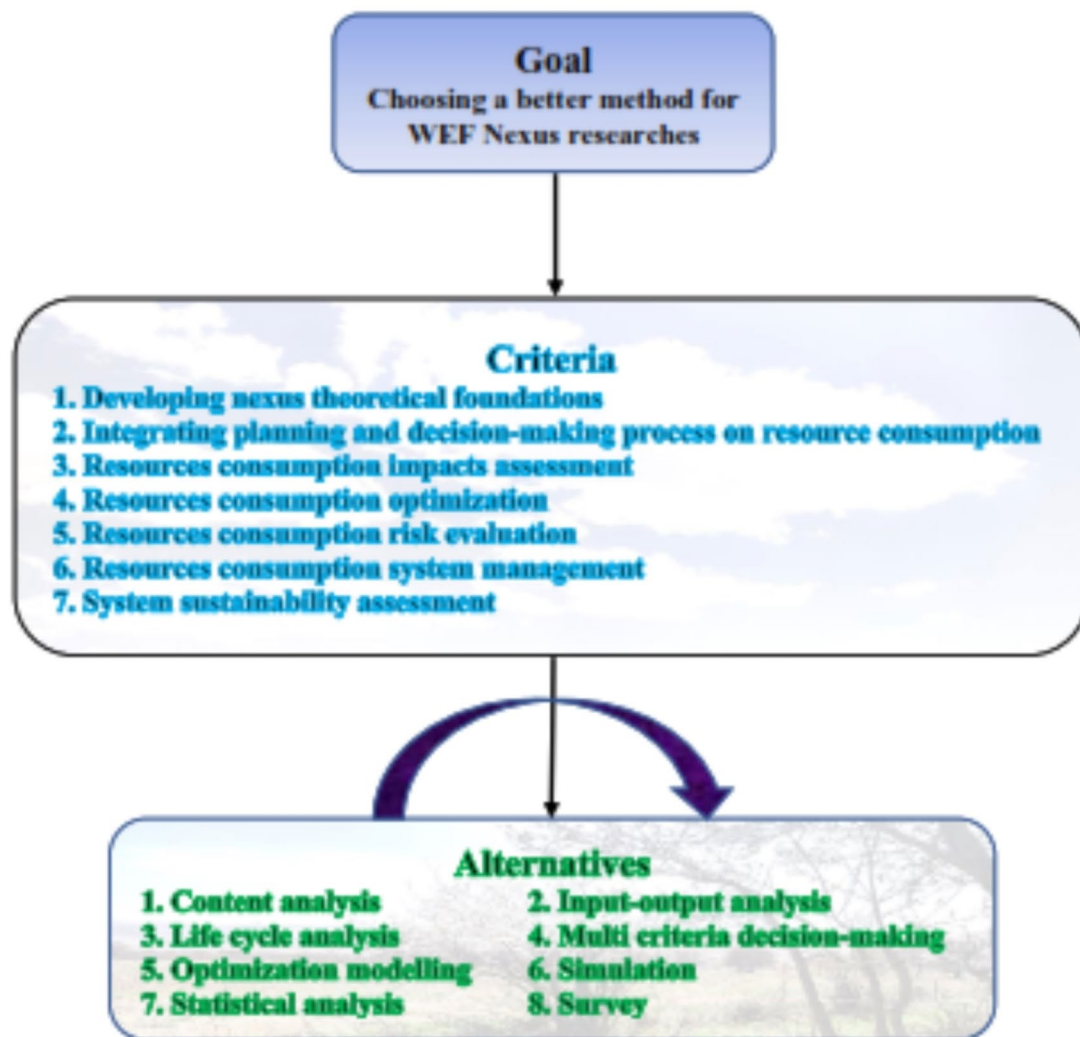 Goal
Choosing a better method for
WEF Nexus researches
Criteria
1. Developing nexus theoretical foundations
2. Integrating planning and decision-making process on resource consumption
3. Resources consumption impacts assessment
4. Resources consumption optimization
5. Resources consumption risk evaluation
6. Resources consumption system management
7. System sustainability assessment
Alternatives
1. Content analysis 2. Input-output analysis
3. Life cycle analysis 4. Multi criteria decision-making
5. Optimization modelling 6. Simulation
7. Statistical analysis 8. Survey